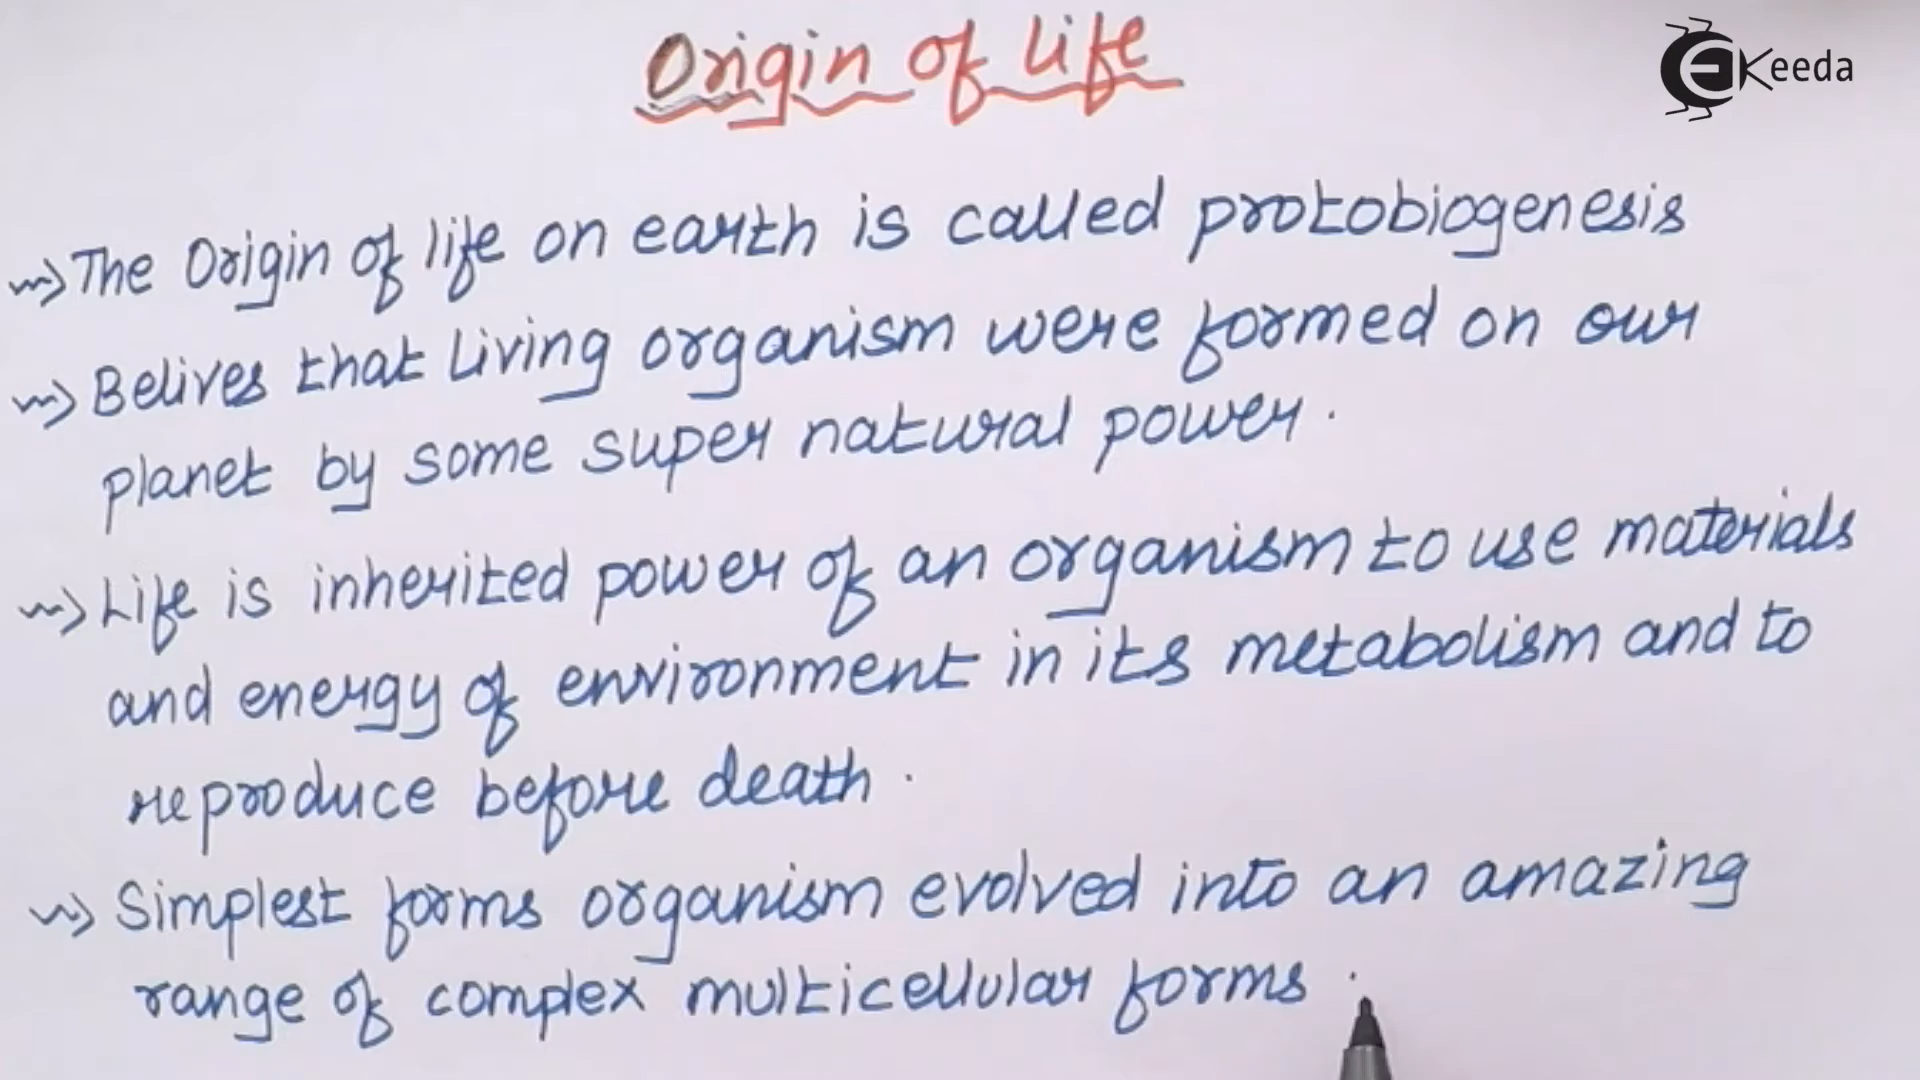 Origin of life
EKeeda
The Origin of life on earth is called protobiogenesis
Belives that Living organism were formed on our
planet by some super natural power.
Life is inherited power of an organism to use materials
and energy of environment in its metabolism and to
reproduce before death.
Simplest forms organism evolved into an amazing
range of complex multicellular forms.